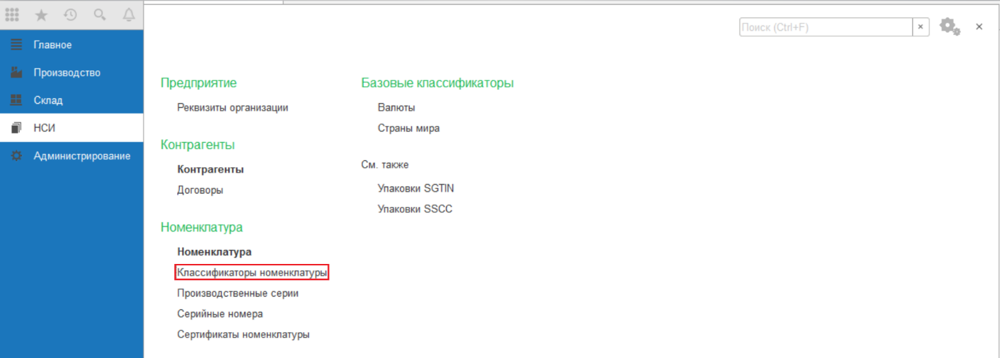 Поиск (Ctrl+F)
Главное
Производство
Склад
НСИ
Администрирование
Предприятие
Реквизиты организации
Контрагенты
Контрагенты
Договоры
Номенклатура
Номенклатура
Классификаторы номенклатуры
Производственные серии
Серийные номера
Сертификаты номенклатуры
Базовые классификаторы
Валюты
Страны мира
См. также
Упаковки SGTIN
Упаковки SSCC